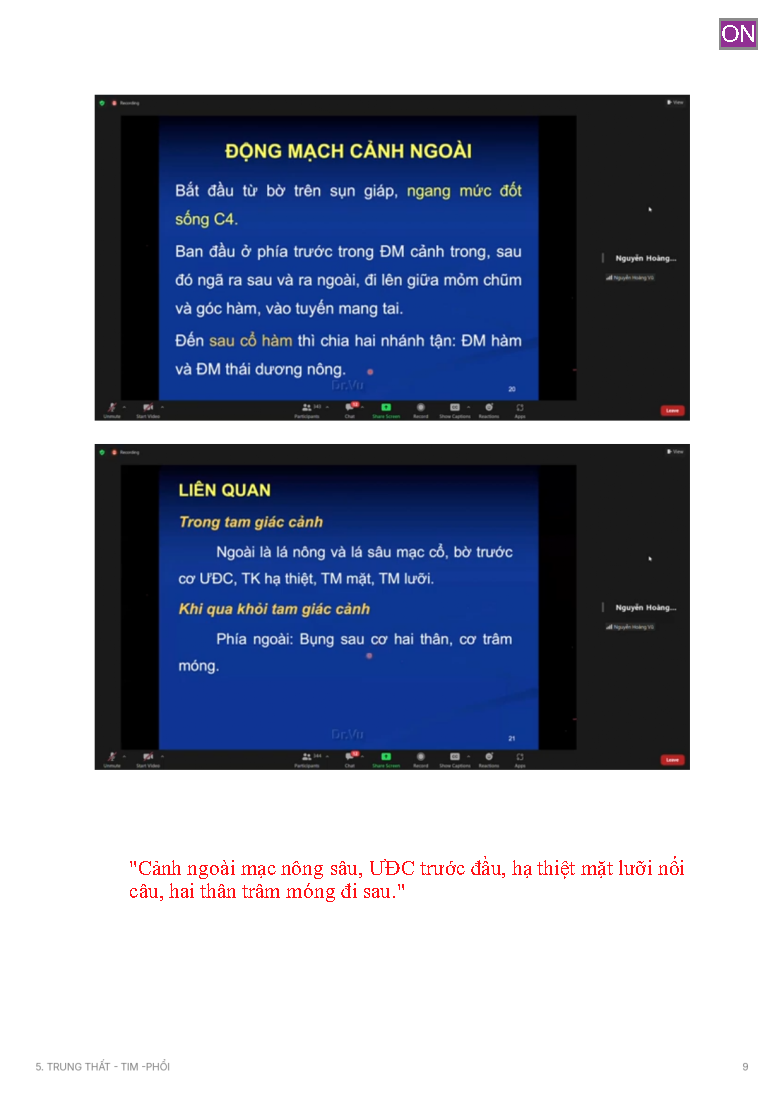 ON
Recording
View
ĐỘNG MẠCH CẢNH NGOÀI
Bắt đầu từ bờ trên sụn giáp, ngang mức đốt
sống C4.
Ban đầu ở phía trước trong ĐM cảnh trong, sau
đó ngã ra sau và ra ngoài, đi lên giữa mỏm chũm
và góc hàm, vào tuyến mang tai.
Đến sau cổ hàm thì chia hai nhánh tận: ĐM hàm
và ĐM thái dương nông.
Dr.Vu
20
Nguyễn Hoàng...
Nguyễn Hoàng Vũ
Unmute Start Video Participants Chat Share Screen Record Show Captions Reactions Apps Leave
Recording
View
LIÊN QUAN
Trong tam giác cảnh
Ngoài là lá nông và lá sâu mạc cổ, bờ trước
cơ ƯĐC, TK hạ thiệt, TM mặt, TM lưỡi.
Khi qua khỏi tam giác cảnh
Phía ngoài: Bụng sau cơ hai thân, cơ trâm
móng.
Dr.Vu
21
Nguyễn Hoàng...
Nguyễn Hoàng Vũ
Unmute Start Video Participants Chat Share Screen Record Show Captions Reactions Apps Leave
"Cảnh ngoài mạc nông sâu, ƯĐC trước đầu, hạ thiệt mặt lưỡi nối
câu, hai thân trâm móng đi sau."
5. TRUNG THẤT - TIM -PHỔI
9